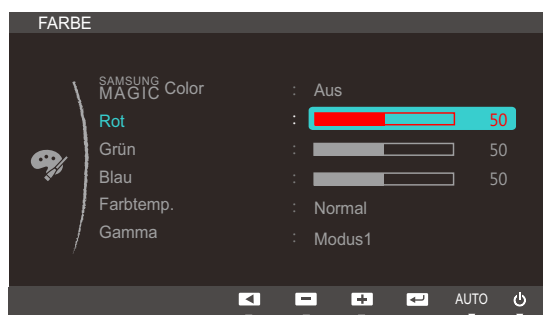 FARBE
SAMSUNG MAGIC Color : Aus
Rot : 50
Grün : 50
Blau : 50
Farbtemp. : Normal
Gamma : Modus1
AUTO